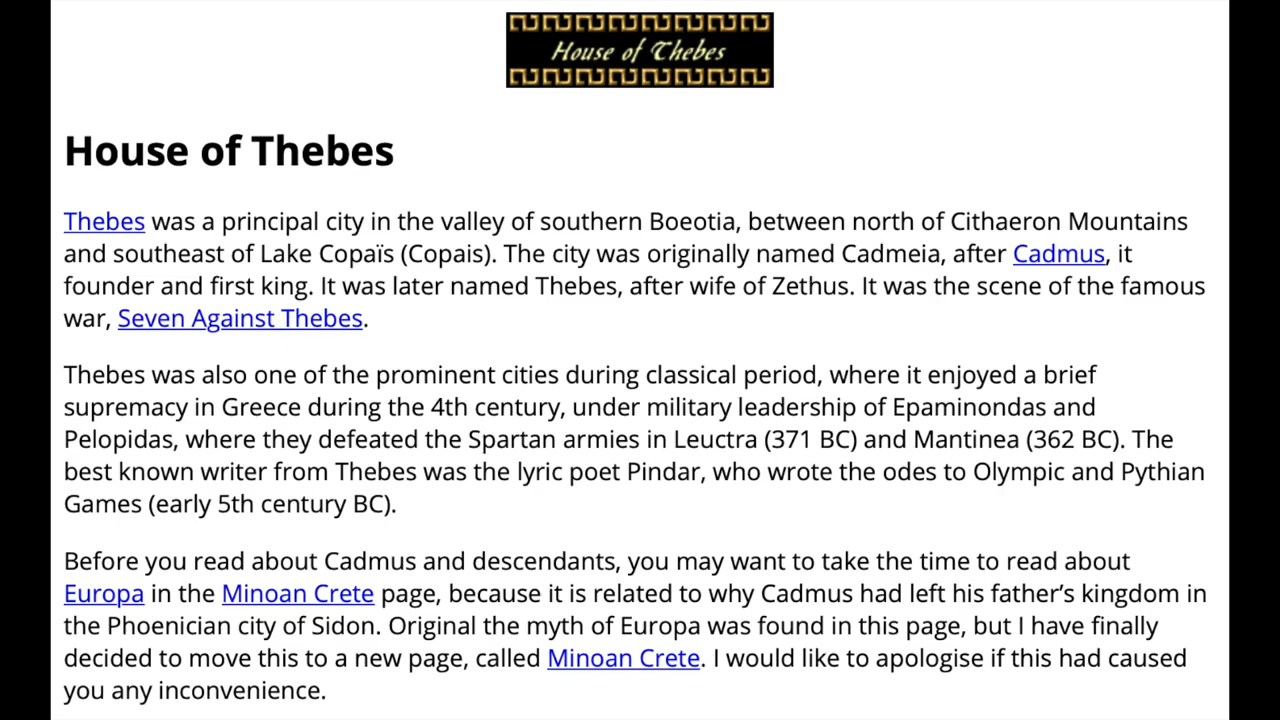 House of Thebes
House of Thebes
Thebes was a principal city in the valley of southern Boeotia, between north of Cithaeron Mountains
and southeast of Lake Copaïs (Copais). The city was originally named Cadmeia, after Cadmus, it
founder and first king. It was later named Thebes, after wife of Zethus. It was the scene of the famous
war, Seven Against Thebes.
Thebes was also one of the prominent cities during classical period, where it enjoyed a brief
supremacy in Greece during the 4th century, under military leadership of Epaminondas and
Pelopidas, where they defeated the Spartan armies in Leuctra (371 BC) and Mantinea (362 BC). The
best known writer from Thebes was the lyric poet Pindar, who wrote the odes to Olympic and Pythian
Games (early 5th century BC).
Before you read about Cadmus and descendants, you may want to take the time to read about
Europa in the Minoan Crete page, because it is related to why Cadmus had left his father’s kingdom in
the Phoenician city of Sidon. Original the myth of Europa was found in this page, but I have finally
decided to move this to a new page, called Minoan Crete. I would like to apologise if this had caused
you any inconvenience.